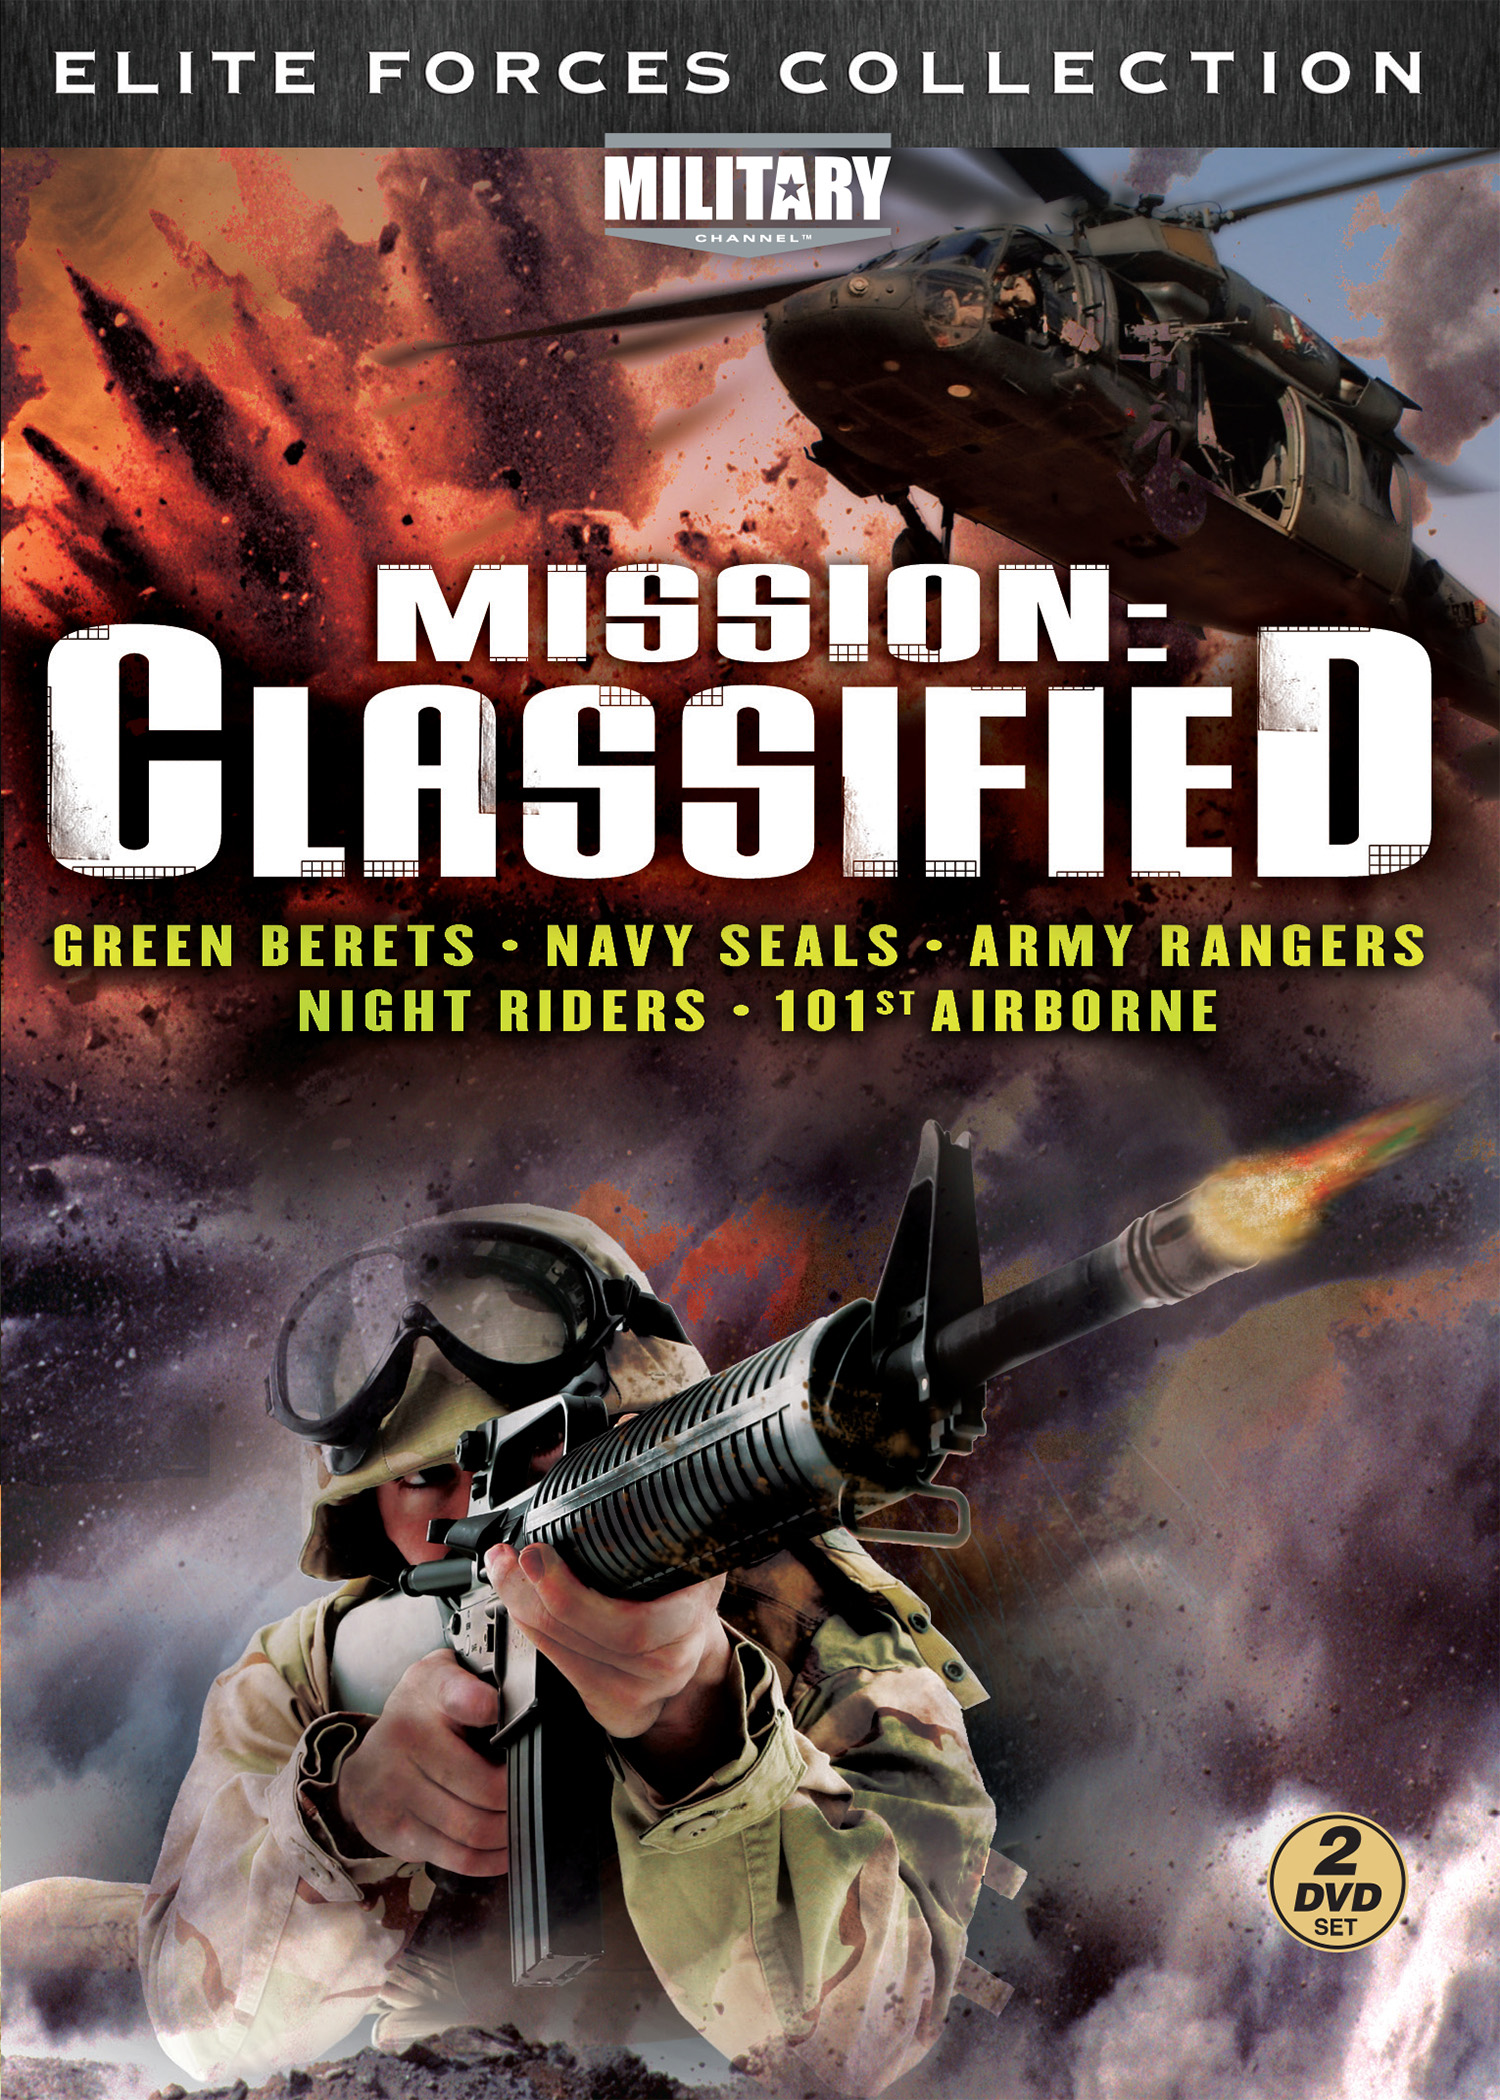 ELITE FORCES COLLECTION
MILITARY
CHANNEL™
MISSION:
CLASSIFIED
GREEN BERETS • NAVY SEALS • ARMY RANGERS
NIGHT RIDERS • 101ST AIRBORNE
2
DVD
SET